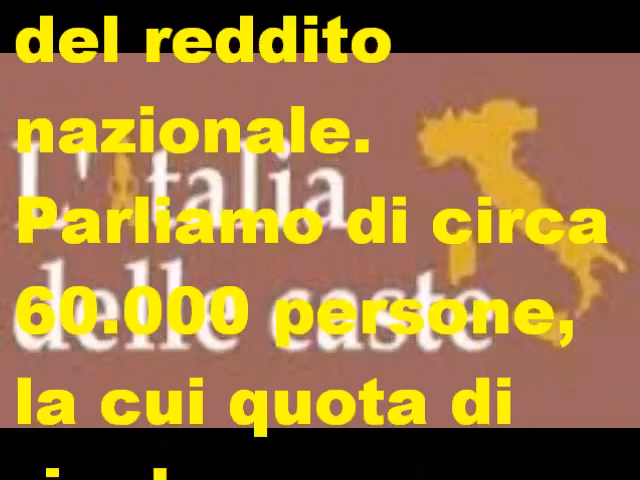 del reddito
nazionale.
L'Italia
Parliamo di circa
delle caste
60.000 persone,
la cui quota di